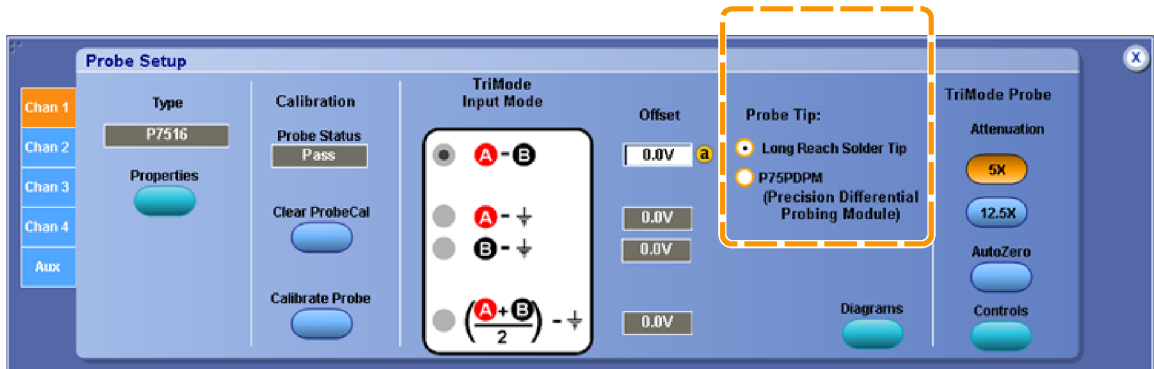 Probe Setup
X
Chan 1
Chan 2
Chan 3
Chan 4
Aux
Type
P7516
Properties
Calibration
Probe Status
Pass
Clear ProbeCal
Calibrate Probe
TriMode
Input Mode
A - B
A - ⏚
B - ⏚
(A + B / 2) - ⏚
Offset
0.0V a
0.0V
0.0V
0.0V
Probe Tip:
Long Reach Solder Tip
P75PDPM
(Precision Differential
Probing Module)
Diagrams
TriMode Probe
Attenuation
5X
12.5X
AutoZero
Controls